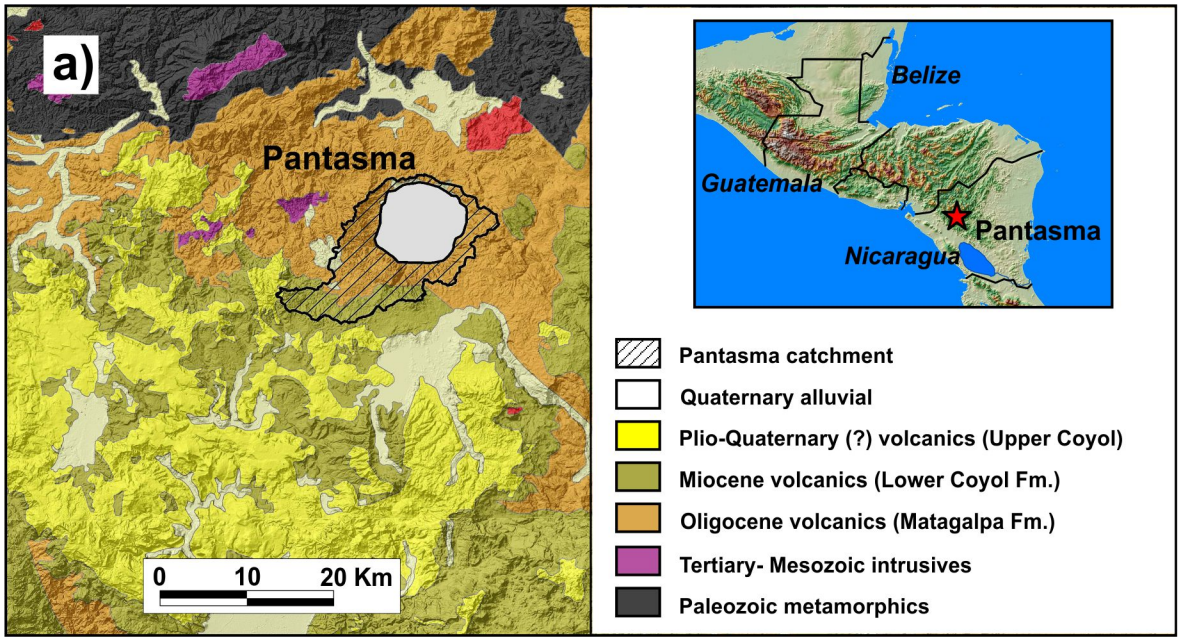 a)
Pantasma
0 10 20 Km
Belize
Guatemala
Pantasma
Nicaragua
Pantasma catchment
Quaternary alluvial
Plio-Quaternary (?) volcanics (Upper Coyol)
Miocene volcanics (Lower Coyol Fm.)
Oligocene volcanics (Matagalpa Fm.)
Tertiary- Mesozoic intrusives
Paleozoic metamorphics